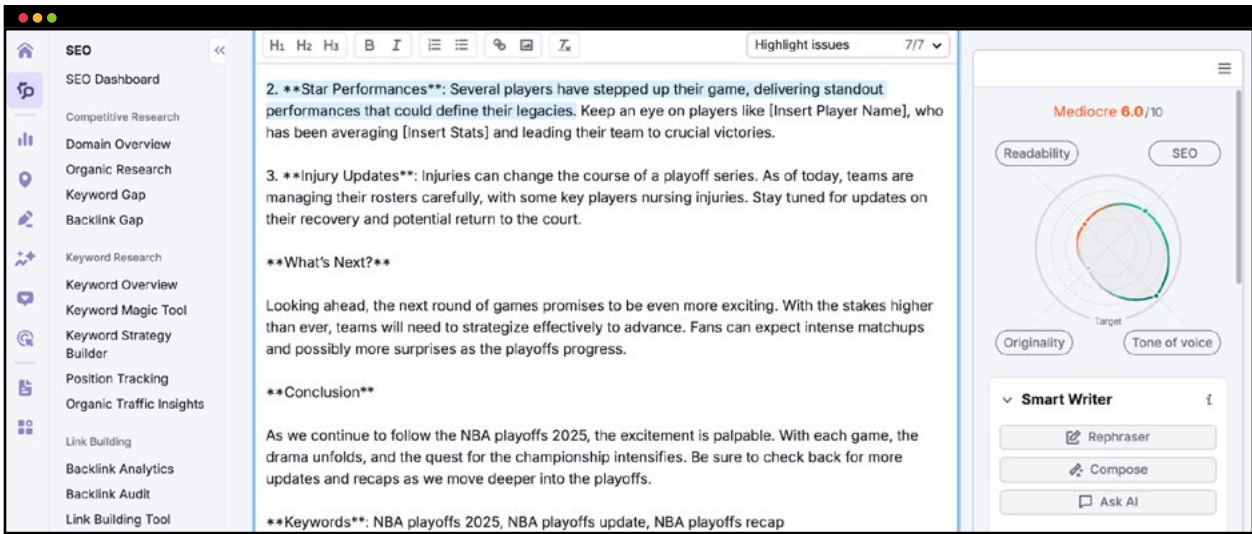 SEO
SEO Dashboard
Competitive Research
Domain Overview
Organic Research
Keyword Gap
Backlink Gap
Keyword Research
Keyword Overview
Keyword Magic Tool
Keyword Strategy
Builder
Position Tracking
Organic Traffic Insights
Link Building
Backlink Analytics
Backlink Audit
Link Building Tool
H1 H2 H3 B I Tx
Highlight issues 7/7
2. **Star Performances**: Several players have stepped up their game, delivering standout
performances that could define their legacies. Keep an eye on players like [Insert Player Name], who
has been averaging [Insert Stats] and leading their team to crucial victories.
3. **Injury Updates**: Injuries can change the course of a playoff series. As of today, teams are
managing their rosters carefully, with some key players nursing injuries. Stay tuned for updates on
their recovery and potential return to the court.
**What's Next?**
Looking ahead, the next round of games promises to be even more exciting. With the stakes higher
than ever, teams will need to strategize effectively to advance. Fans can expect intense matchups
and possibly more surprises as the playoffs progress.
**Conclusion**
As we continue to follow the NBA playoffs 2025, the excitement is palpable. With each game, the
drama unfolds, and the quest for the championship intensifies. Be sure to check back for more
updates and recaps as we move deeper into the playoffs.
**Keywords**: NBA playoffs 2025, NBA playoffs update, NBA playoffs recap
Mediocre 6.0/10
Readability SEO
Target
Originality Tone of voice
Smart Writer i
Rephraser
Compose
Ask AI